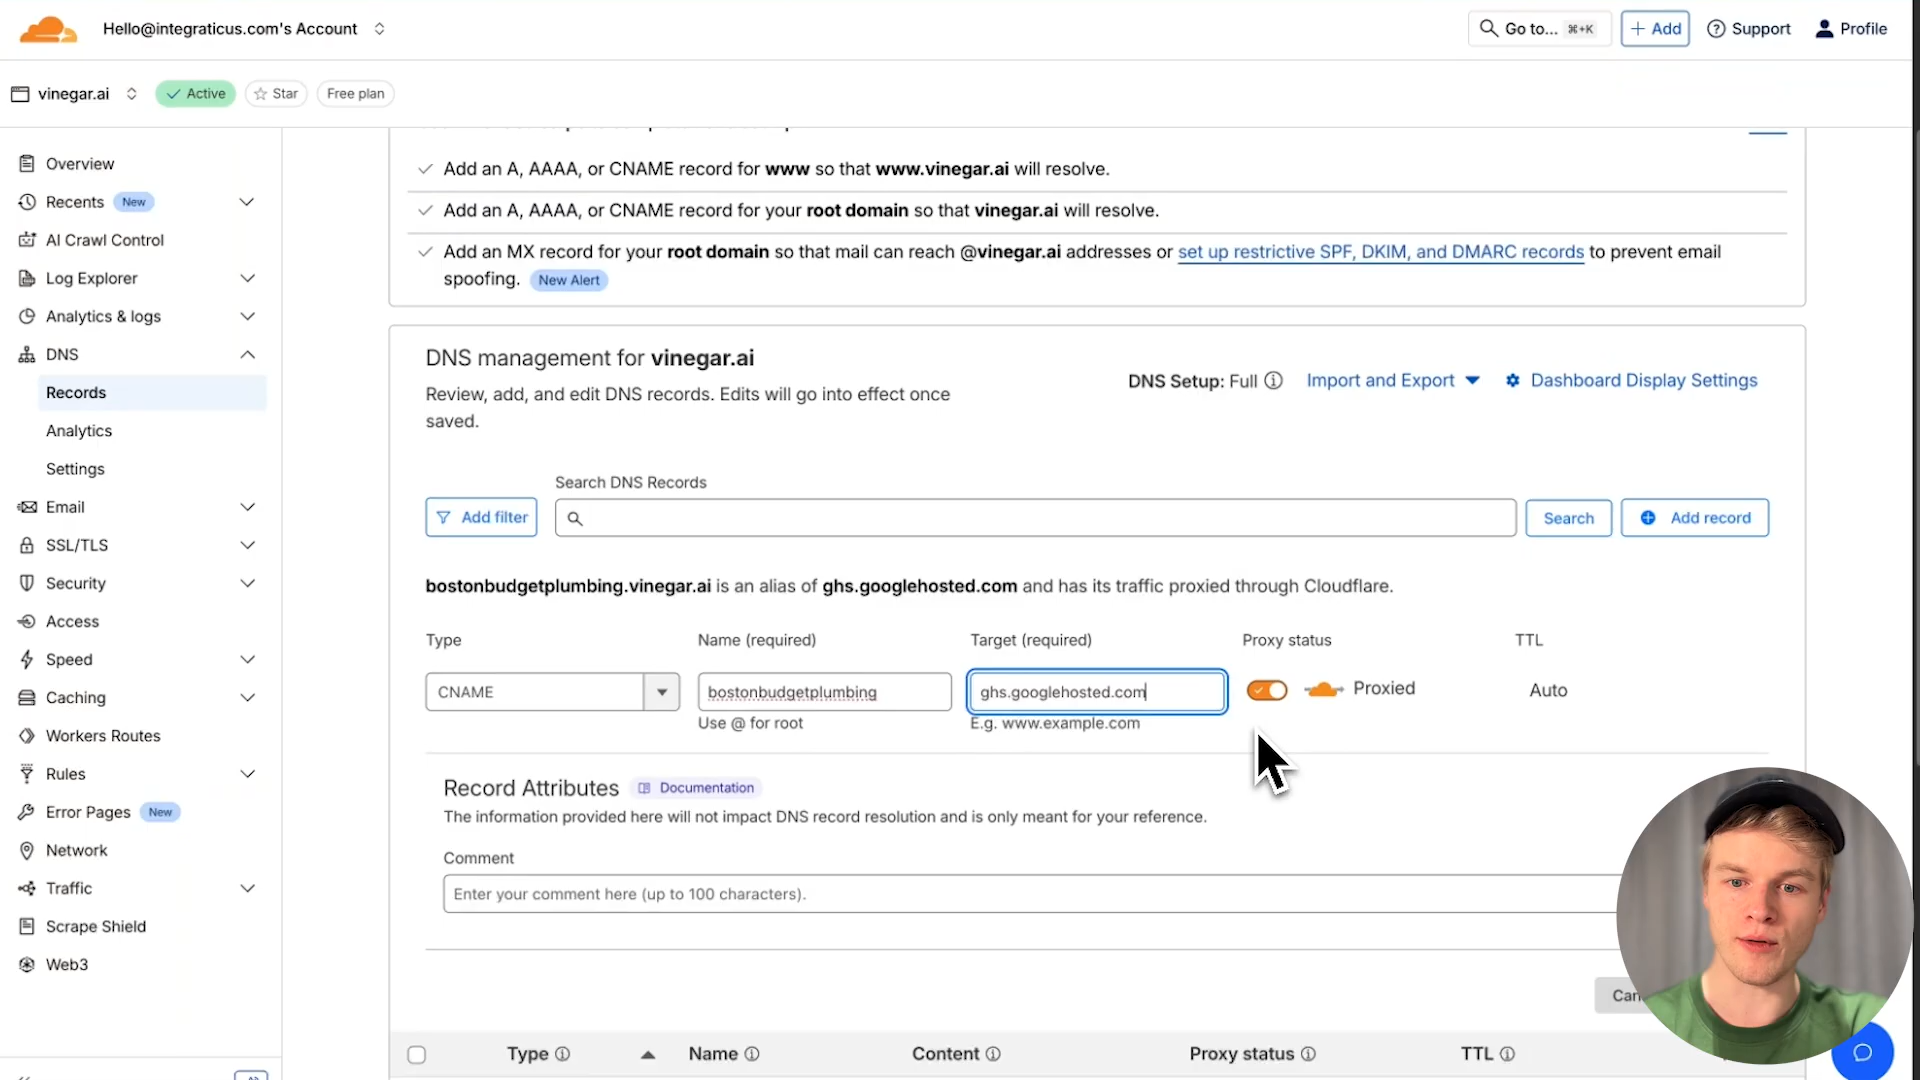 Hello@integraticus.com's Account
Go to... ⌘+K
+ Add
Support
Profile
vinegar.ai
Active
Star
Free plan
Overview
Recents New
AI Crawl Control
Log Explorer
Analytics & logs
DNS
Records
Analytics
Settings
Email
SSL/TLS
Security
Access
Speed
Caching
Workers Routes
Rules
Error Pages New
Network
Traffic
Scrape Shield
Web3
Add an A, AAAA, or CNAME record for www so that www.vinegar.ai will resolve.
Add an A, AAAA, or CNAME record for your root domain so that vinegar.ai will resolve.
Add an MX record for your root domain so that mail can reach @vinegar.ai addresses or set up restrictive SPF, DKIM, and DMARC records to prevent email
spoofing. New Alert
DNS management for vinegar.ai
Review, add, and edit DNS records. Edits will go into effect once
saved.
DNS Setup: Full
Import and Export
Dashboard Display Settings
Search DNS Records
Add filter
Search
Add record
bostonbudgetplumbing.vinegar.ai is an alias of ghs.googlehosted.com and has its traffic proxied through Cloudflare.
Type Name (required) Target (required) Proxy status TTL
CNAME bostonbudgetplumbing ghs.googlehosted.com Proxied Auto
Use @ for root E.g. www.example.com
Record Attributes Documentation
The information provided here will not impact DNS record resolution and is only meant for your reference.
Comment
Enter your comment here (up to 100 characters).
Can
Type Name Content Proxy status TTL